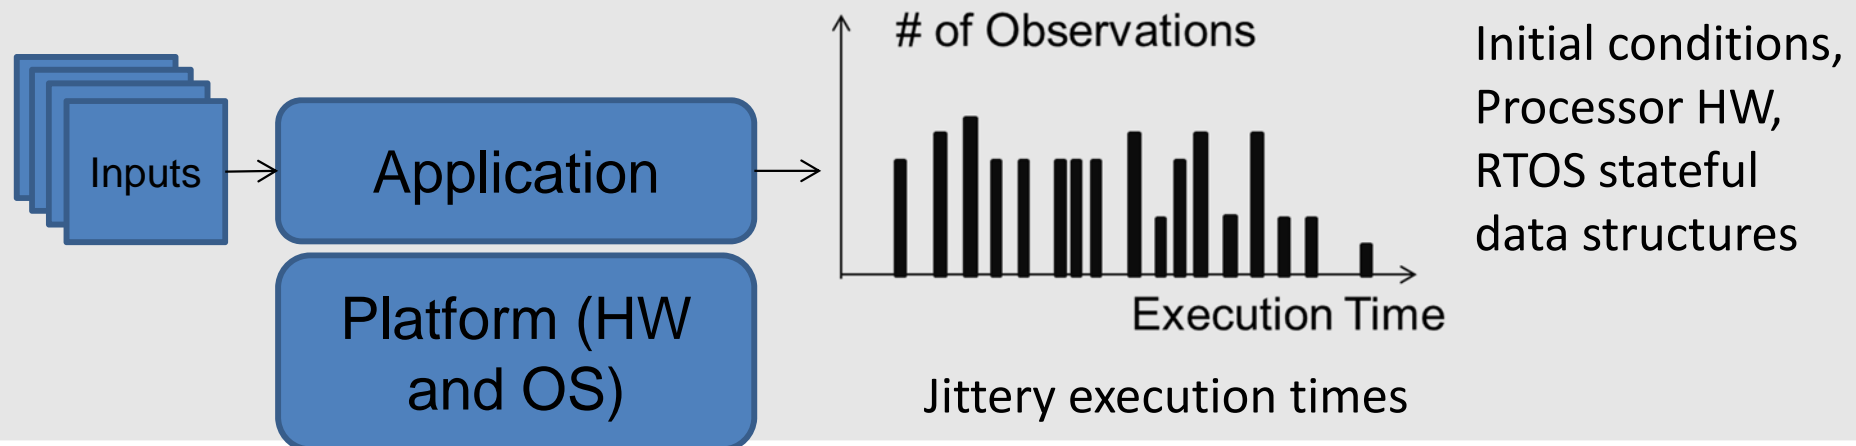 Inputs
Application
Platform (HW
and OS)
# of Observations
Execution Time
Jittery execution times
Initial conditions,
Processor HW,
RTOS stateful
data structures